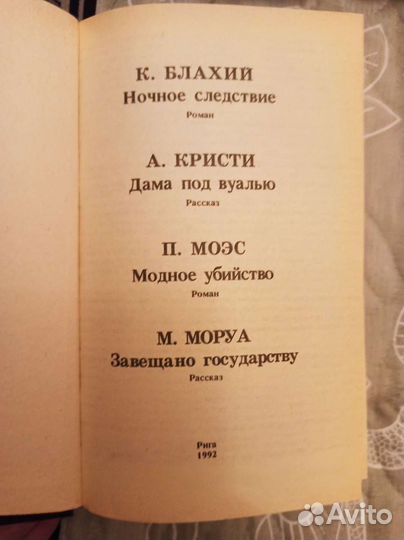 К. БЛАХИЙ
Ночное следствие
Роман
А. КРИСТИ
Дама под вуалью
Рассказ
П. МОЭС
Модное убийство
Роман
М. МОРУА
Завещано государству
Рассказ
Рига
1992
Avito